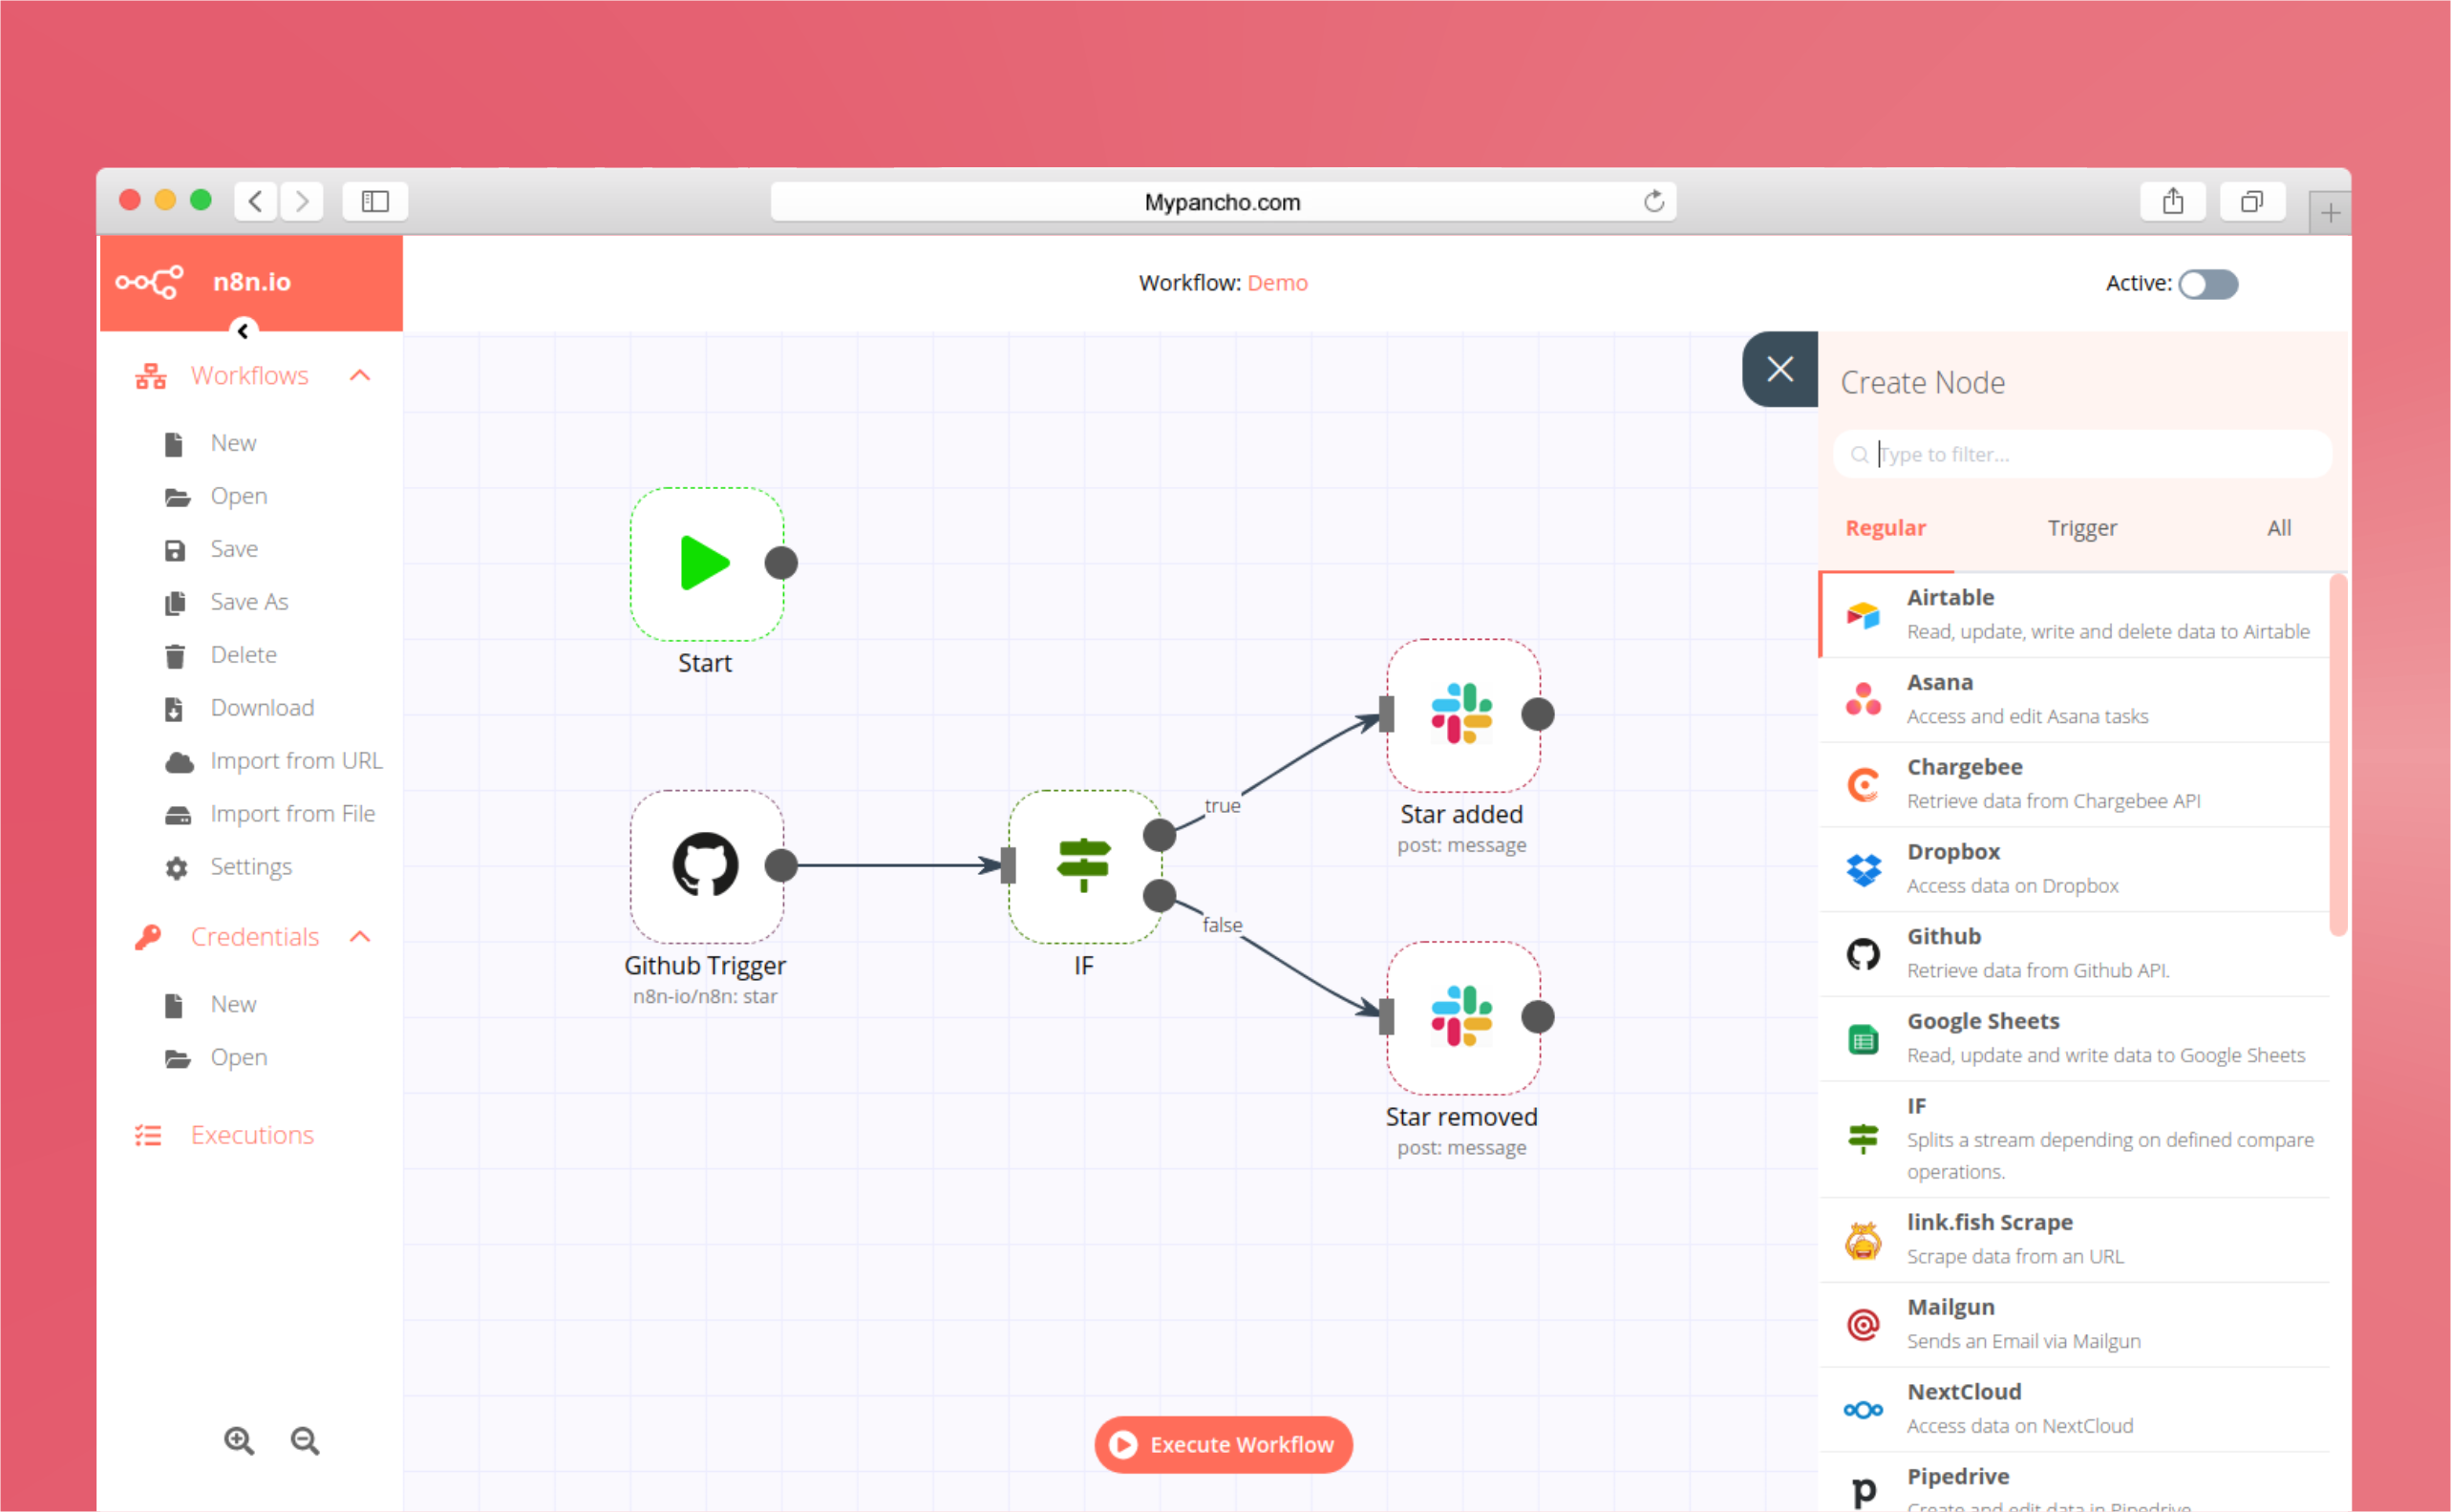 Mypancho.com
n8n.io
Workflow: Demo
Active:
Workflows
New
Open
Save
Save As
Delete
Download
Import from URL
Import from File
Settings
Credentials
New
Open
Executions
Start
Github Trigger
n8n-io/n8n: star
IF
true
false
Star added
post: message
Star removed
post: message
Execute Workflow
Create Node
Type to filter...
Regular
Trigger
All
Airtable
Read, update, write and delete data to Airtable
Asana
Access and edit Asana tasks
Chargebee
Retrieve data from Chargebee API
Dropbox
Access data on Dropbox
Github
Retrieve data from Github API.
Google Sheets
Read, update and write data to Google Sheets
IF
Splits a stream depending on defined compare
operations.
link.fish Scrape
Scrape data from an URL
Mailgun
Sends an Email via Mailgun
NextCloud
Access data on NextCloud
Pipedrive
Create and edit data in Pipedrive